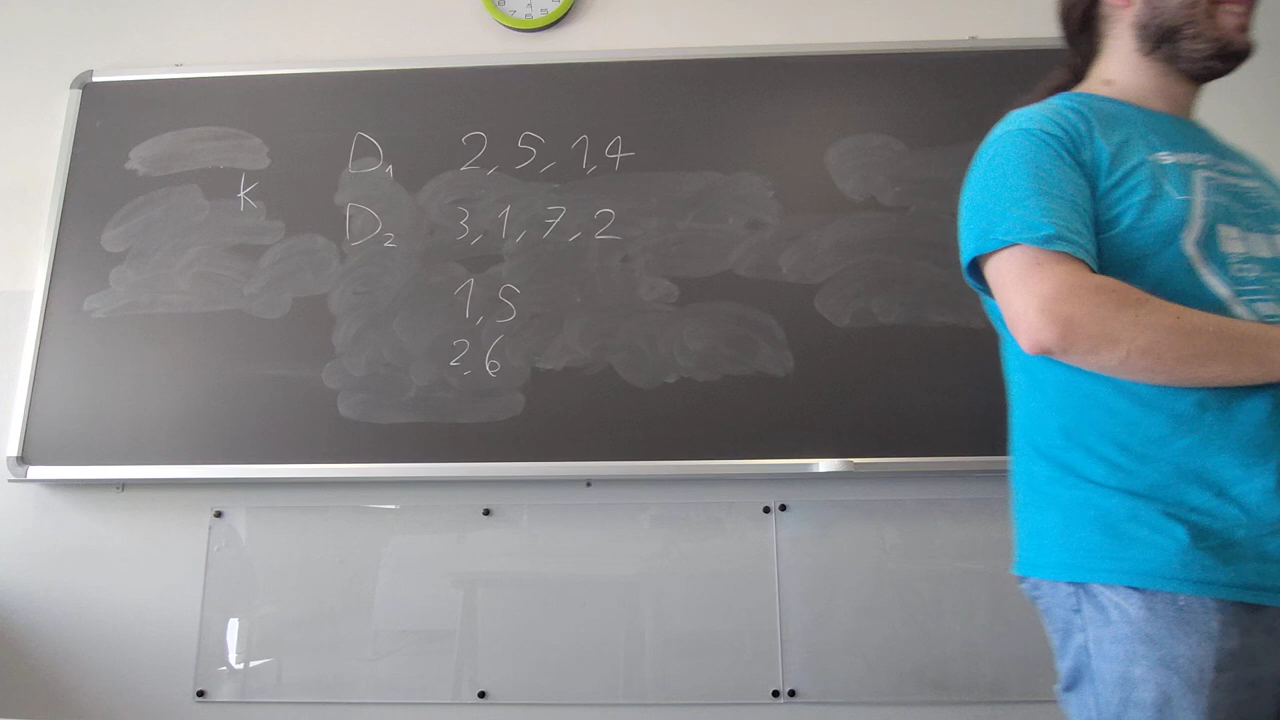 D₁ 2, 5, 1, 4
k
D₂ 3, 1, 7, 2
1, 5
2, 6